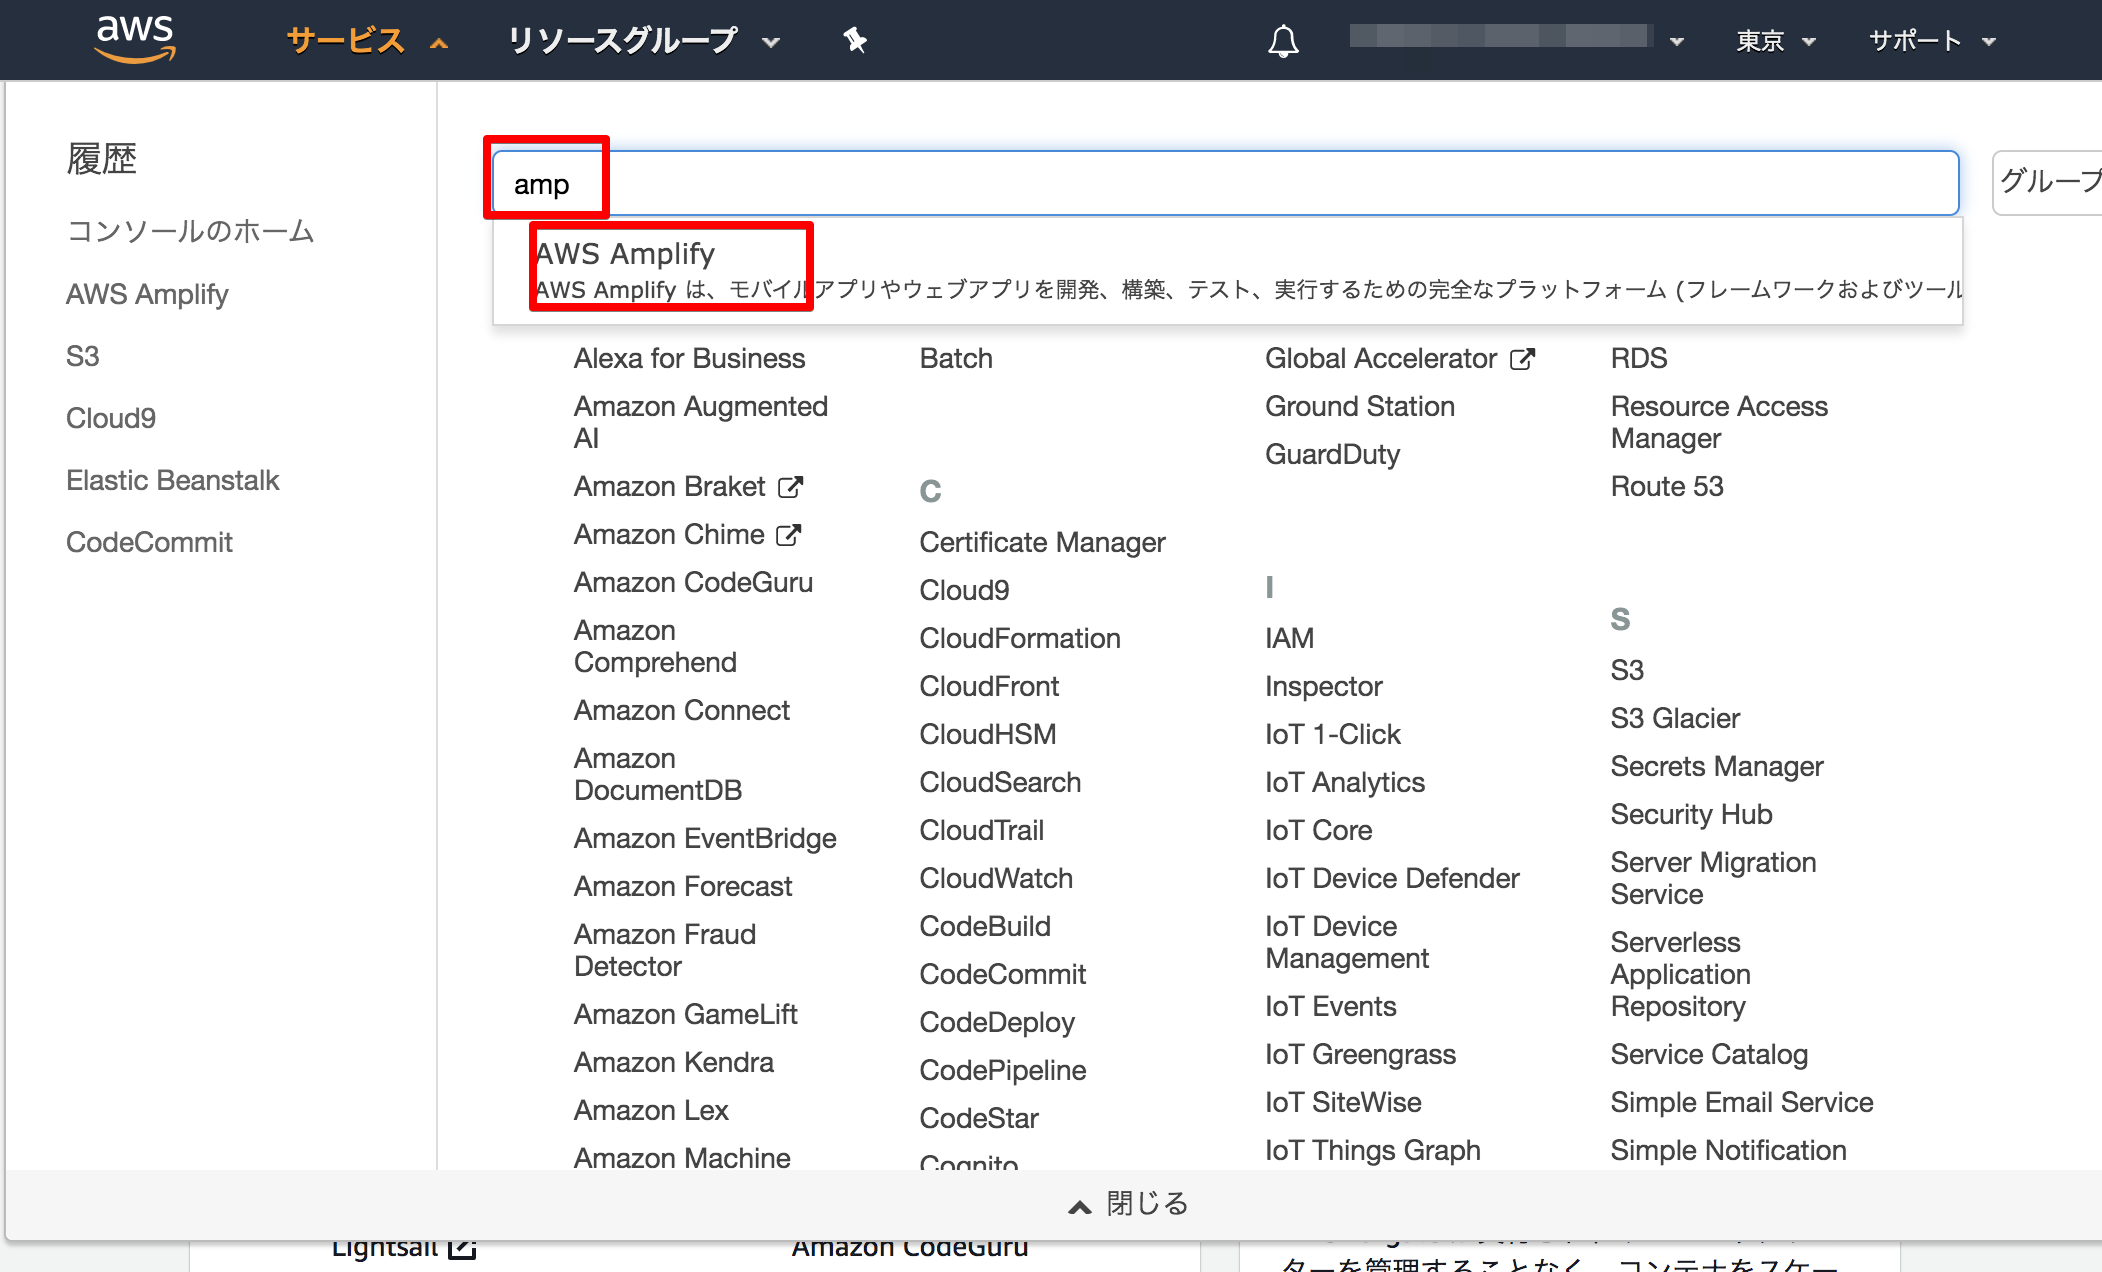 aws サービス リソースグループ 東京 サポート
履歴
コンソールのホーム
AWS Amplify
S3
Cloud9
Elastic Beanstalk
CodeCommit
amp
グループ
AWS Amplify
AWS Amplify は、モバイルアプリやウェブアプリを開発、構築、テスト、実行するための完全なプラットフォーム (フレームワークおよびツール
Alexa for Business
Amazon Augmented
AI
Amazon Braket
Amazon Chime
Amazon CodeGuru
Amazon
Comprehend
Amazon Connect
Amazon
DocumentDB
Amazon EventBridge
Amazon Forecast
Amazon Fraud
Detector
Amazon GameLift
Amazon Kendra
Amazon Lex
Amazon Machine
Batch
C
Certificate Manager
Cloud9
CloudFormation
CloudFront
CloudHSM
CloudSearch
CloudTrail
CloudWatch
CodeBuild
CodeCommit
CodeDeploy
CodePipeline
CodeStar
Cognito
Global Accelerator
Ground Station
GuardDuty
I
IAM
Inspector
IoT 1-Click
IoT Analytics
IoT Core
IoT Device Defender
IoT Device
Management
IoT Events
IoT Greengrass
IoT SiteWise
IoT Things Graph
RDS
Resource Access
Manager
Route 53
S
S3
S3 Glacier
Secrets Manager
Security Hub
Server Migration
Service
Serverless
Application
Repository
Service Catalog
Simple Email Service
Simple Notification
閉じる
Lightsail
Amazon CodeGuru
ターを管理することなく、コンテナをスケー